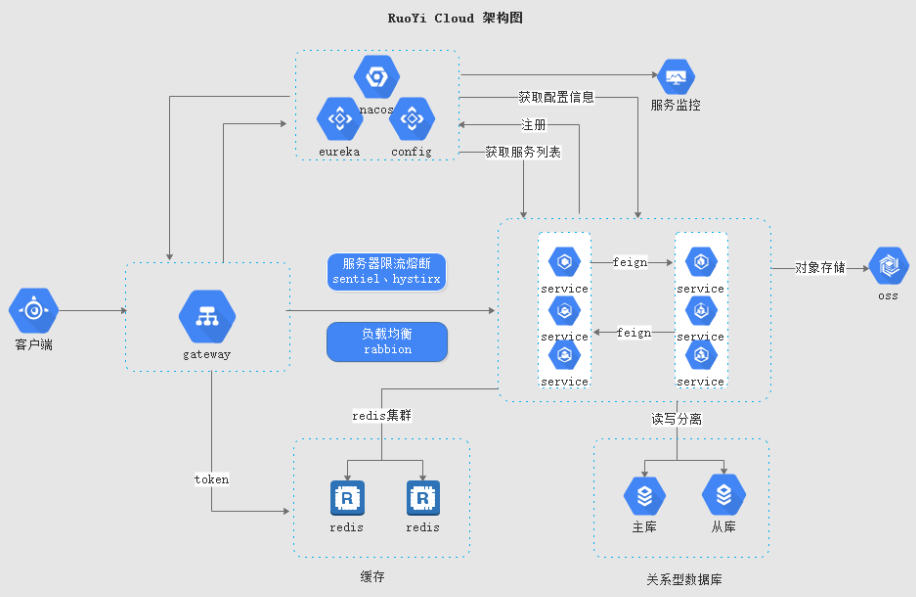 RuoYi Cloud 架构图
nacos
eureka
config
服务监控
获取配置信息
注册
获取服务列表
服务器限流熔断
sentiel、hystirx
负载均衡
rabbion
客户端
gateway
service
feign
service
service
feign
service
service
service
对象存储
oss
redis集群
读写分离
token
redis
redis
主库
从库
缓存
关系型数据库